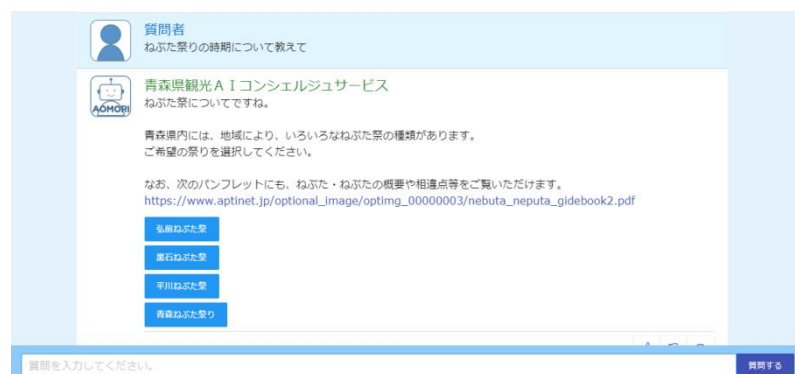 質問者
ねぶた祭りの時期について教えて
青森県観光AIコンシェルジュサービス
AOMORI
ねぶた祭についてですね。
青森県内には、地域により、いろいろなねぶた祭の種類があります。
ご希望の祭りを選択してください。
なお、次のパンフレットにも、ねぶた・ねぷたの概要や相違点等をご覧いただけます。
https://www.aptinet.jp/optional_image/optimg_00000003/nebuta_neputa_gidebook2.pdf
弘前ねぷた祭
黒石ねぷた祭
平川ねぷた祭
青森ねぶた祭り
質問を入力してください。
質問する